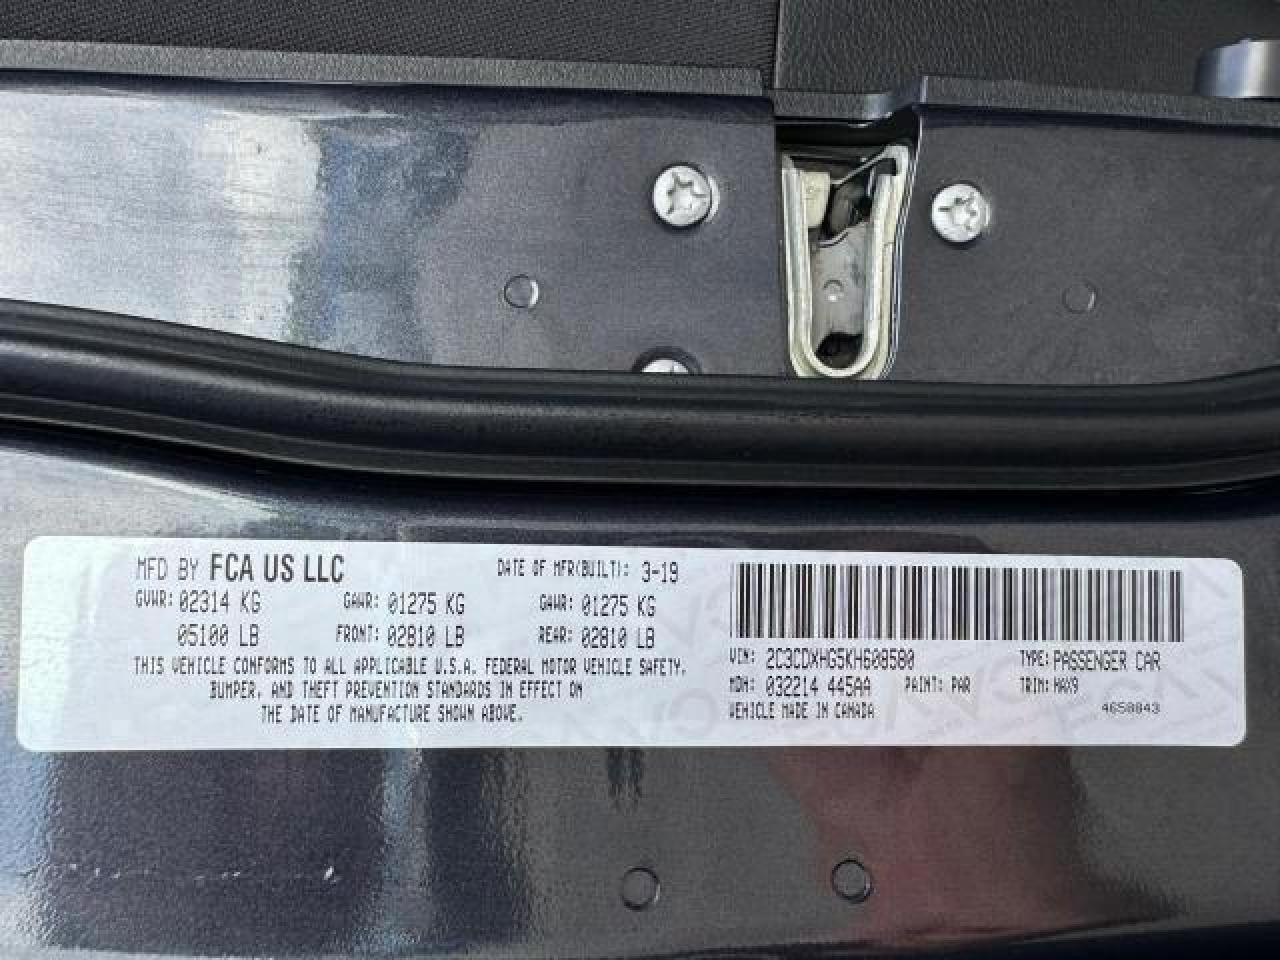 MFD BY FCA US LLC DATE OF MFR(BUILT): 3-19
GVWR: 02314 KG GAWR: 01275 KG GAWR: 01275 KG
05100 LB FRONT: 02810 LB REAR: 02810 LB
THIS VEHICLE CONFORMS TO ALL APPLICABLE U.S.A. FEDERAL MOTOR VEHICLE SAFETY,
BUMPER, AND THEFT PREVENTION STANDARDS IN EFFECT ON
THE DATE OF MANUFACTURE SHOWN ABOVE.
VIN: 2C3CDXHG5KH608580 TYPE: PASSENGER CAR
MDH: 032214 445AA PAINT: PAR TRIM: HAX9
VEHICLE MADE IN CANADA 4658843